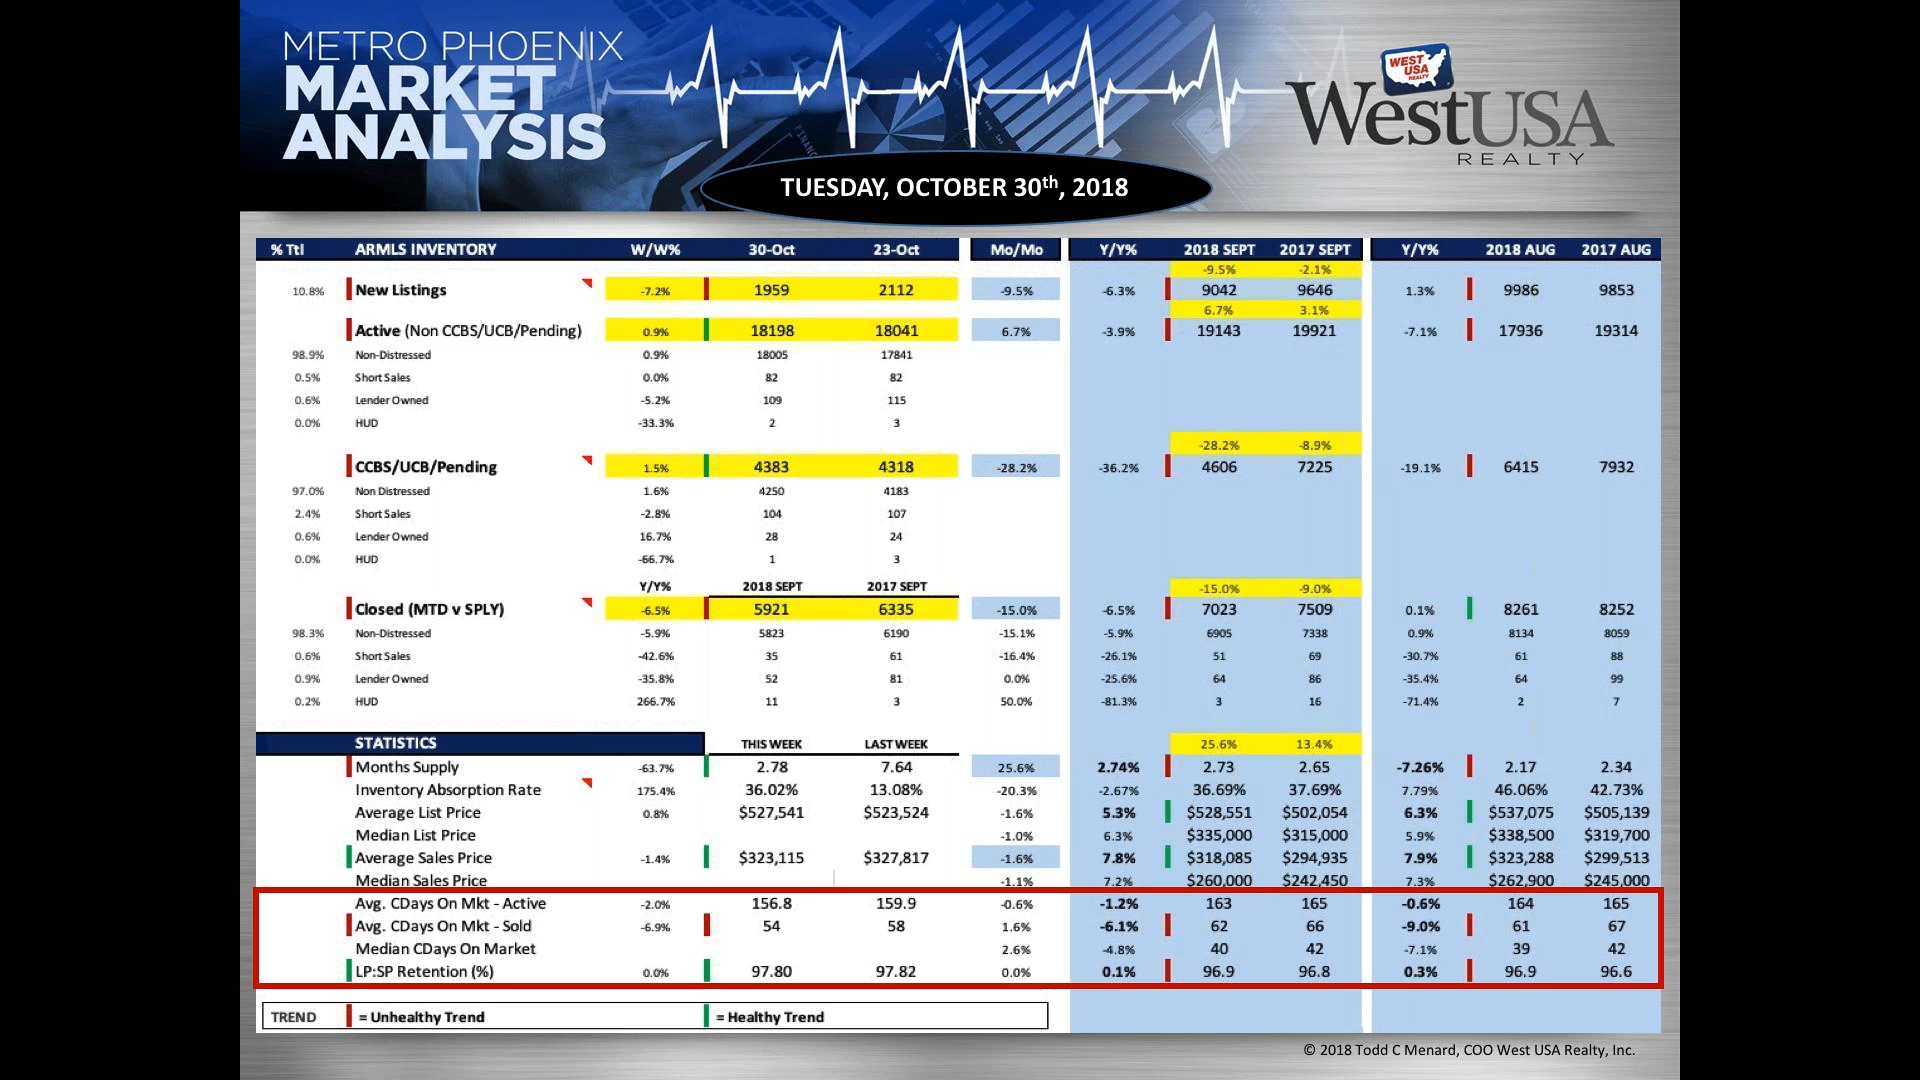 METRO PHOENIX
MARKET
ANALYSIS
WEST
USA
REALTY
WestUSA
REALTY
TUESDAY, OCTOBER 30th, 2018
% Ttl ARMLS INVENTORY W/W% 30-Oct 23-Oct Mo/Mo Y/Y% 2018 SEPT 2017 SEPT Y/Y% 2018 AUG 2017 AUG
-9.5% -2.1%
10.8% New Listings -7.2% 1959 2112 -9.5% -6.3% 9042 9646 1.3% 9986 9853
6.7% 3.1%
Active (Non CCBS/UCB/Pending) 0.9% 18198 18041 6.7% -3.9% 19143 19921 -7.1% 17936 19314
98.9% Non-Distressed 0.9% 18005 17841
0.5% Short Sales 0.0% 82 82
0.6% Lender Owned -5.2% 109 115
0.0% HUD -33.3% 2 3
-28.2% -8.9%
CCBS/UCB/Pending 1.5% 4383 4318 -28.2% -36.2% 4606 7225 -19.1% 6415 7932
97.0% Non Distressed 1.6% 4250 4183
2.4% Short Sales -2.8% 104 107
0.6% Lender Owned 16.7% 28 24
0.0% HUD -66.7% 1 3
Y/Y% 2018 SEPT 2017 SEPT -15.0% -9.0%
Closed (MTD v SPLY) -6.5% 5921 6335 -15.0% -6.5% 7023 7509 0.1% 8261 8252
98.3% Non-Distressed -5.9% 5823 6190 -15.1% -5.9% 6905 7338 0.9% 8134 8059
0.6% Short Sales -42.6% 35 61 -16.4% -26.1% 51 69 -30.7% 61 88
0.9% Lender Owned -35.8% 52 81 0.0% -25.6% 64 86 -35.4% 64 99
0.2% HUD 266.7% 11 3 50.0% -81.3% 3 16 -71.4% 2 7
STATISTICS THIS WEEK LAST WEEK 25.6% 13.4%
Months Supply -63.7% 2.78 7.64 25.6% 2.74% 2.73 2.65 -7.26% 2.17 2.34
Inventory Absorption Rate 175.4% 36.02% 13.08% -20.3% -2.67% 36.69% 37.69% 7.79% 46.06% 42.73%
Average List Price 0.8% $527,541 $523,524 -1.6% 5.3% $528,551 $502,054 6.3% $537,075 $505,139
Median List Price -1.0% 6.3% $335,000 $315,000 5.9% $338,500 $319,700
Average Sales Price -1.4% $323,115 $327,817 -1.6% 7.8% $318,085 $294,935 7.9% $323,288 $299,513
Median Sales Price -1.1% 7.2% $260,000 $242,450 7.3% $262,900 $245,000
Avg. CDays On Mkt - Active -2.0% 156.8 159.9 -0.6% -1.2% 163 165 -0.6% 164 165
Avg. CDays On Mkt - Sold -6.9% 54 58 1.6% -6.1% 62 66 -9.0% 61 67
Median CDays On Market 2.6% -4.8% 40 42 -7.1% 39 42
LP:SP Retention (%) 0.0% 97.80 97.82 0.0% 0.1% 96.9 96.8 0.3% 96.9 96.6
TREND = Unhealthy Trend = Healthy Trend
© 2018 Todd C Menard, COO West USA Realty, Inc.